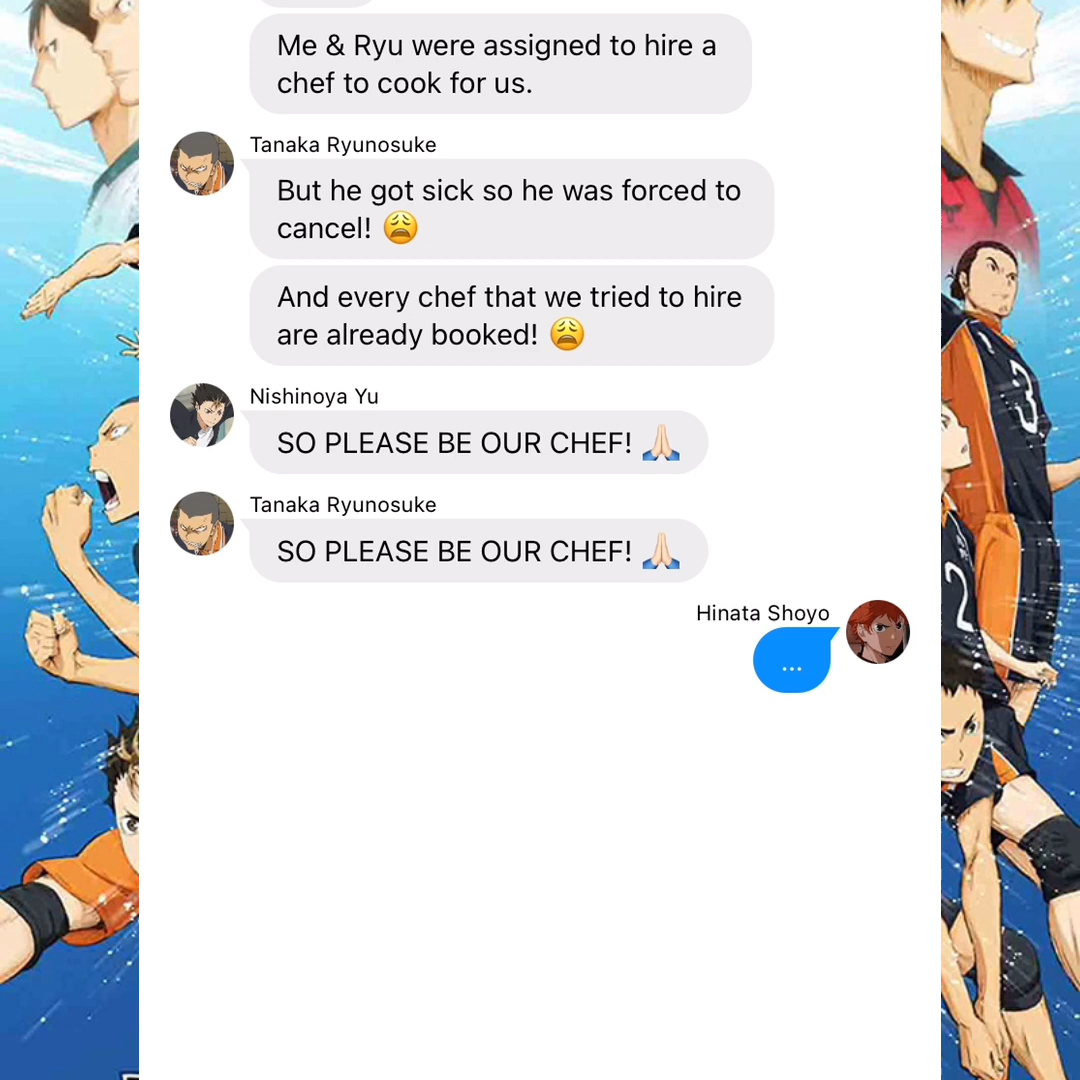 Me & Ryu were assigned to hire a
chef to cook for us.
Tanaka Ryunosuke
But he got sick so he was forced to
cancel! 😩
And every chef that we tried to hire
are already booked! 😩
Nishinoya Yu
SO PLEASE BE OUR CHEF! 🙏🏻
Tanaka Ryunosuke
SO PLEASE BE OUR CHEF! 🙏🏻
Hinata Shoyo
...
3
2